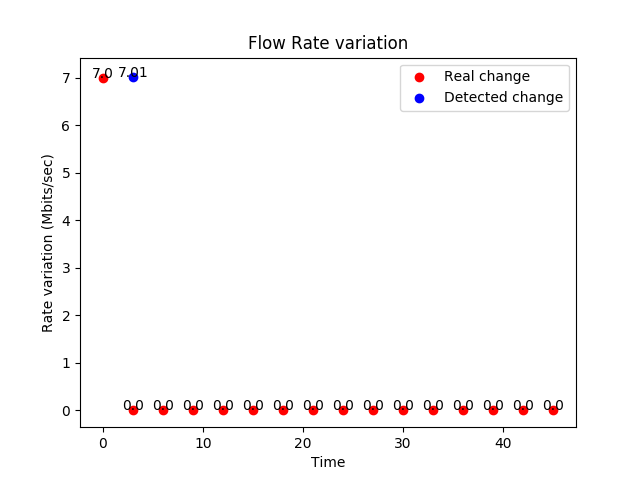 Flow Rate variation
7.0 7.01
Real change
Detected change
7
6
5
4
3
2
1
0
Rate variation (Mbits/sec)
0.0 0.0 0.0 0.0 0.0 0.0 0.0 0.0 0.0 0.0 0.0 0.0 0.0 0.0 0.0
0 10 20 30 40
Time